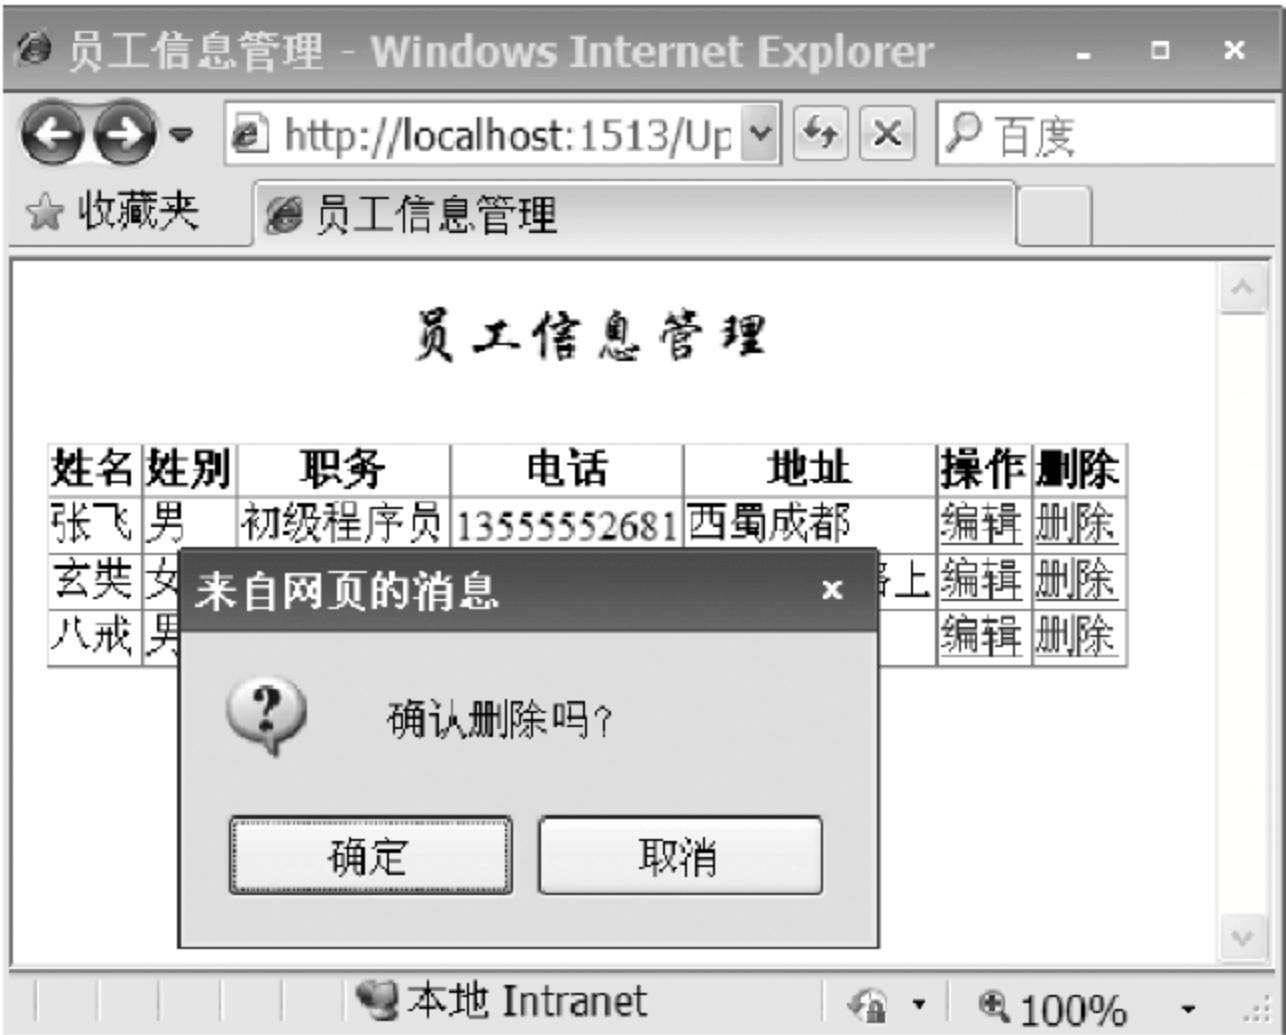 员工信息管理 - Windows Internet Explorer
http://localhost:1513/Up 百度
收藏夹 员工信息管理
员工信息管理
姓名 姓别 职务 电话 地址 操作 删除
张飞 男 初级程序员 13555552681 西蜀成都 编辑 删除
玄奘 女 路上 编辑 删除
八戒 男 编辑 删除
来自网页的消息
确认删除吗?
确定 取消
本地 Intranet 100%